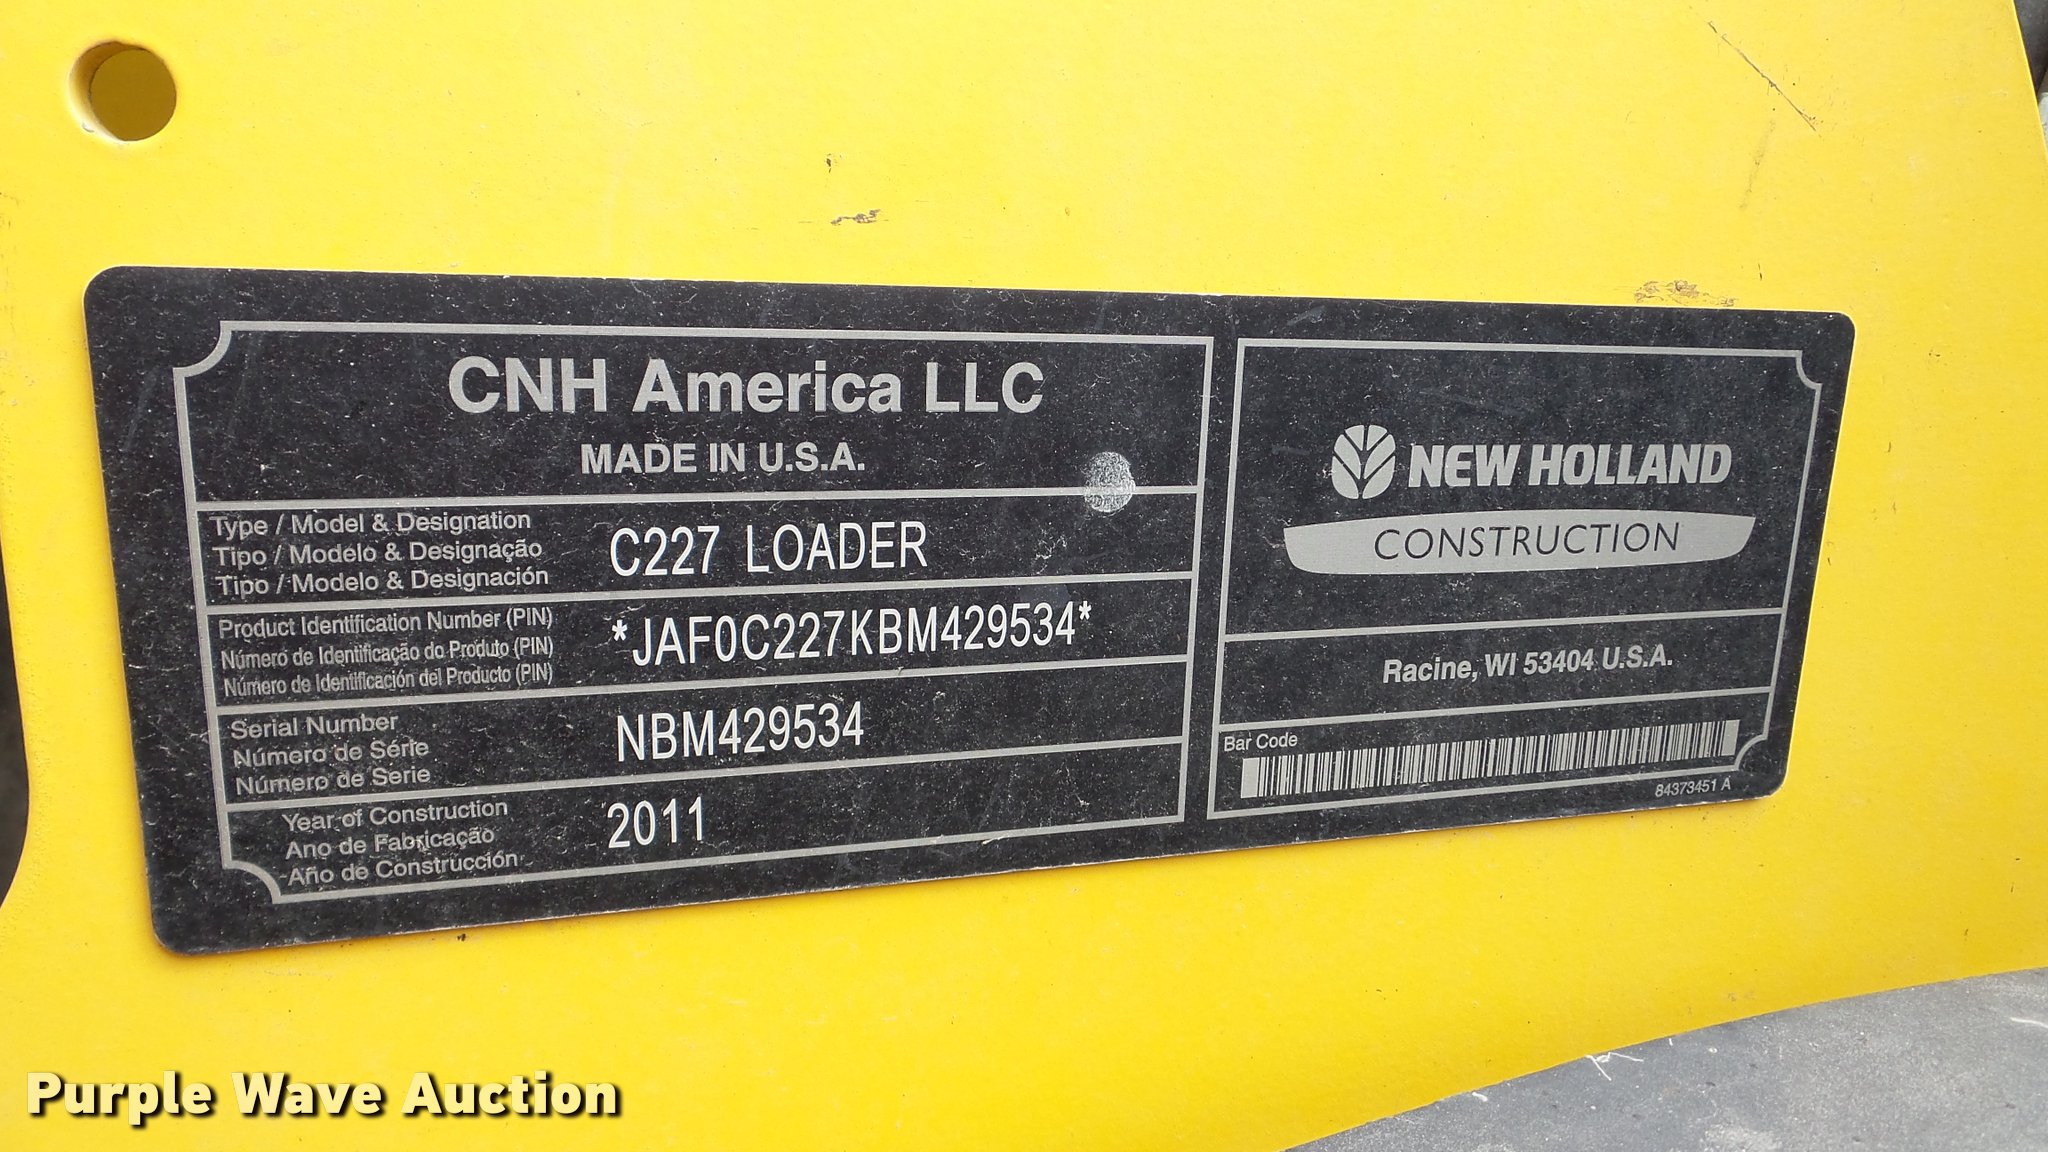 CNH America LLC
MADE IN U.S.A.
Type / Model & Designation
Tipo / Modelo & Designação
Tipo / Modelo & Designación
C227 LOADER
Product Identification Number (PIN)
Número de Identificação do Produto (PIN)
Número de Identificación del Producto (PIN)
*JAF0C227KBM429534*
Serial Number
Número de Série
Número de Serie
NBM429534
Year of Construction
Ano de Fabricação
Año de Construcción
2011
NEW HOLLAND
CONSTRUCTION
Racine, WI 53404 U.S.A.
Bar Code
84373451 A
Purple Wave Auction